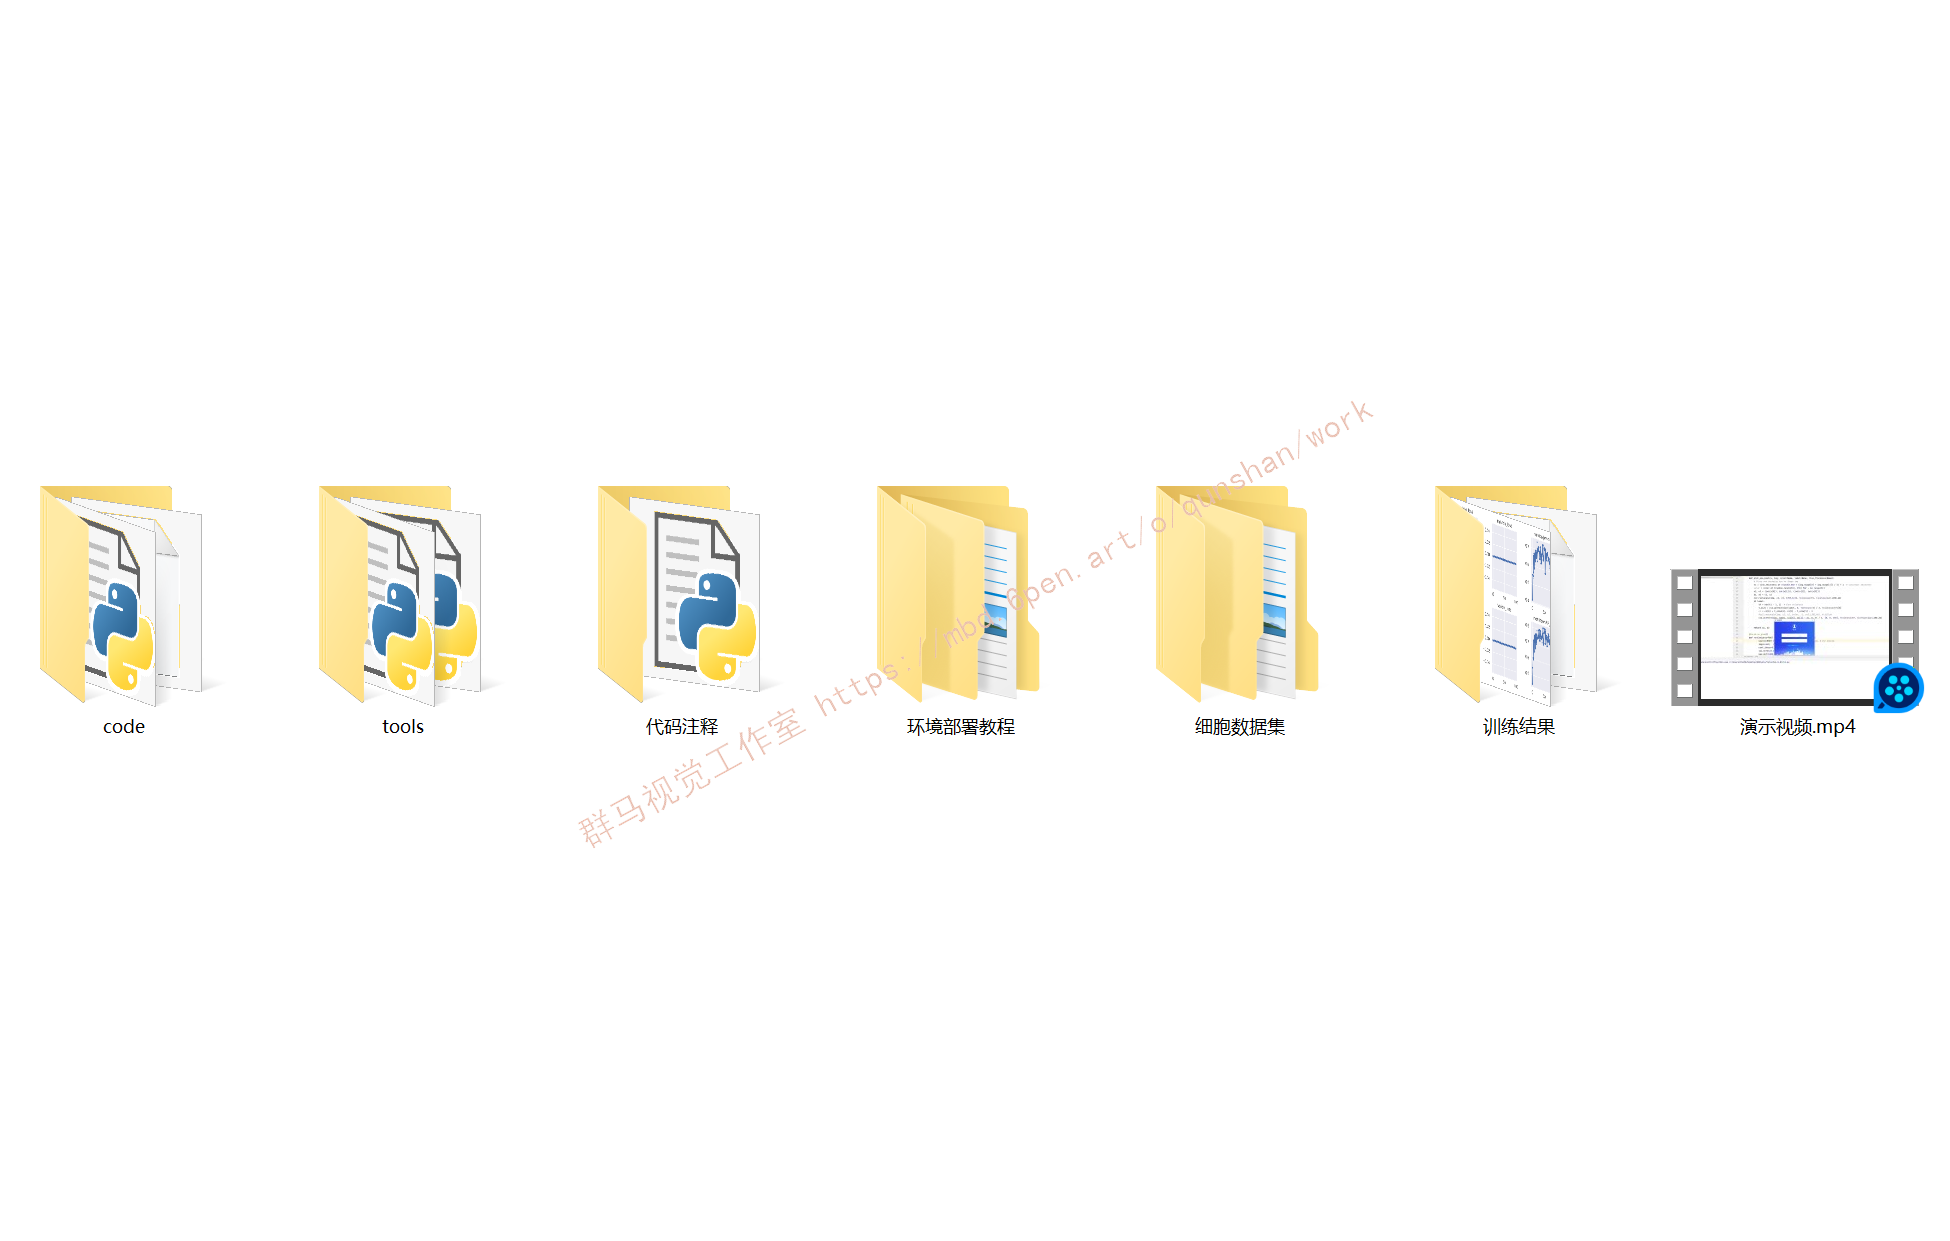 code
tools
代码注释
环境部署教程
细胞数据集
训练结果
演示视频.mp4
群马视觉工作室 https://mbd.6pen.art/o/qunshan/work